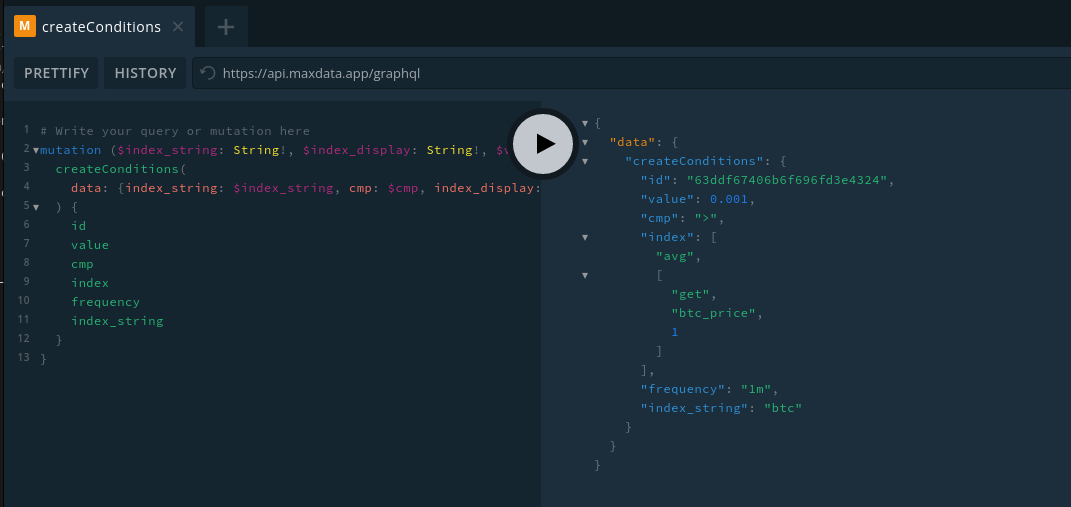 M createConditions ×
+
PRETTIFY HISTORY https://api.maxdata.app/graphql
1 # Write your query or mutation here
2 mutation ($index_string: String!, $index_display: String!, $
3 createConditions(
4 data: {index_string: $index_string, cmp: $cmp, index_display:
5 ) {
6 id
7 value
8 cmp
9 index
10 frequency
11 index_string
12 }
13 }
{
"data": {
"createConditions": {
"id": "63ddf67406b6f696fd3e4324",
"value": 0.001,
"cmp": ">",
"index": [
"avg",
[
"get",
"btc_price",
1
]
],
"frequency": "1m",
"index_string": "btc"
}
}
}